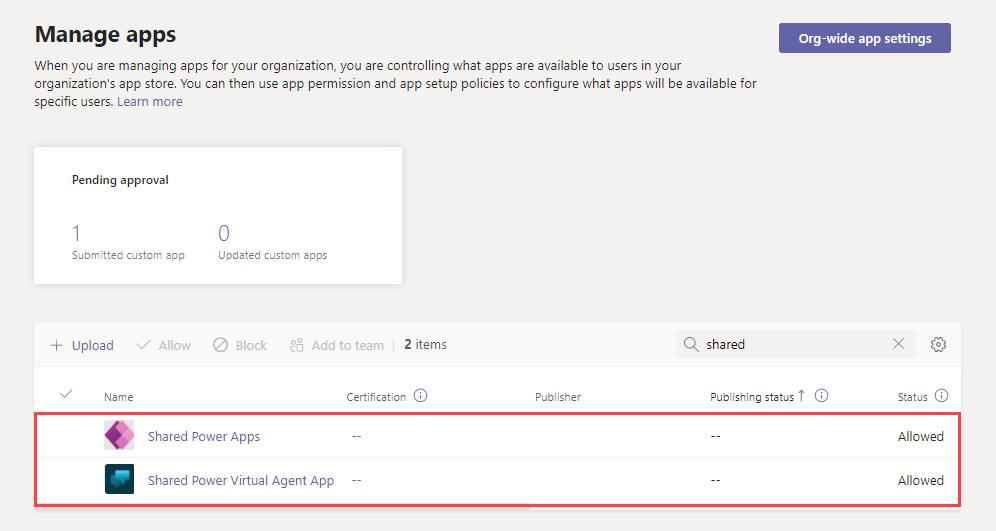 Manage apps
Org-wide app settings
When you are managing apps for your organization, you are controlling what apps are available to users in your
organization's app store. You can then use app permission and app setup policies to configure what apps will be available for
specific users. Learn more
Pending approval
1 0
Submitted custom app Updated custom apps
Upload Allow Block Add to team 2 items shared
Name Certification Publisher Publishing status Status
Shared Power Apps -- -- Allowed
Shared Power Virtual Agent App -- -- Allowed